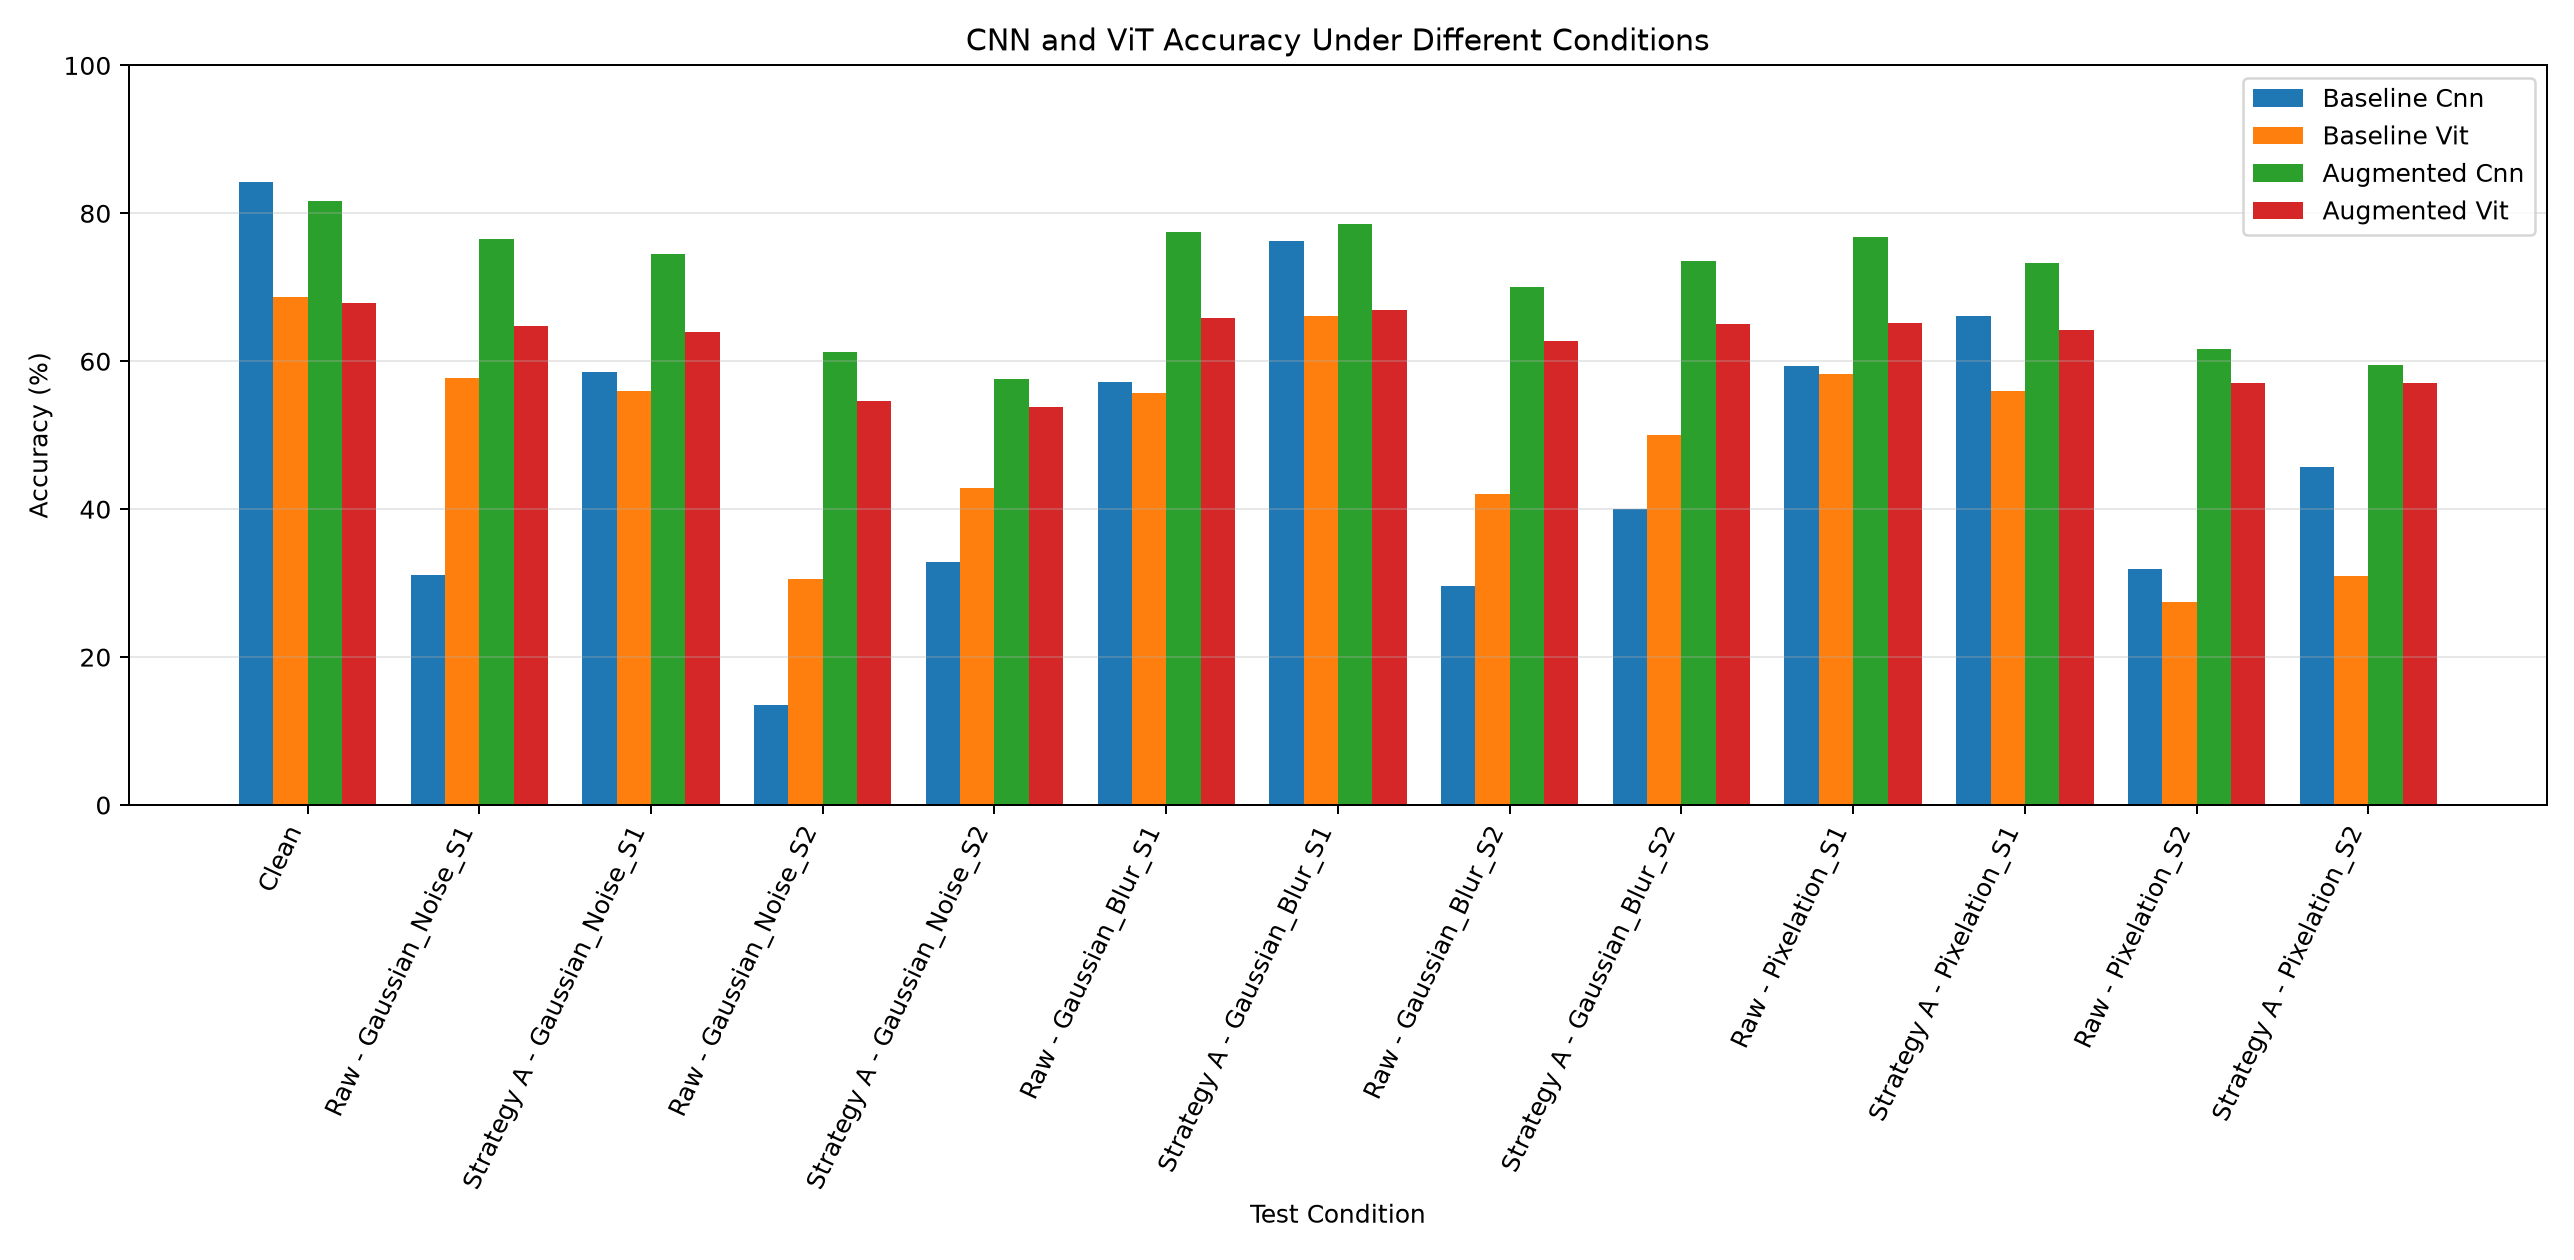 CNN and ViT Accuracy Under Different Conditions
Accuracy (%)
100
80
60
40
20
0
Baseline Cnn
Baseline Vit
Augmented Cnn
Augmented Vit
Clean
Raw - Gaussian_Noise_S1
Strategy A - Gaussian_Noise_S1
Raw - Gaussian_Noise_S2
Strategy A - Gaussian_Noise_S2
Raw - Gaussian_Blur_S1
Strategy A - Gaussian_Blur_S1
Raw - Gaussian_Blur_S2
Strategy A - Gaussian_Blur_S2
Raw - Pixelation_S1
Strategy A - Pixelation_S1
Raw - Pixelation_S2
Strategy A - Pixelation_S2
Test Condition